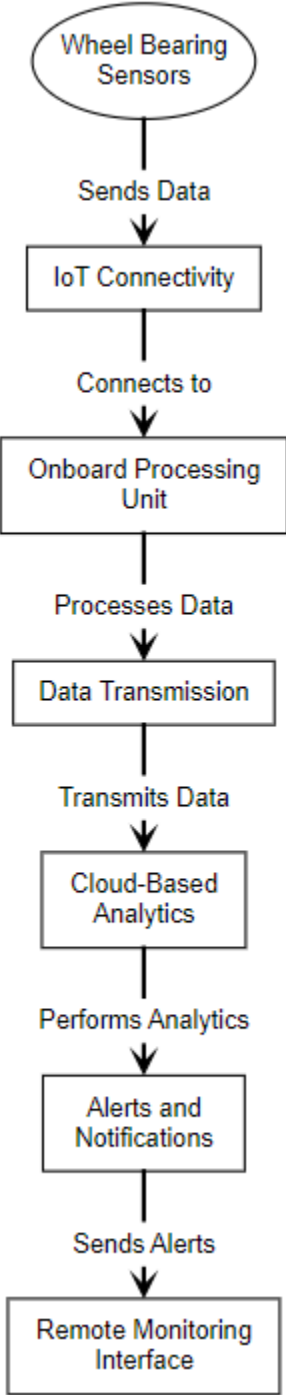 Wheel Bearing
Sensors
Sends Data
IoT Connectivity
Connects to
Onboard Processing
Unit
Processes Data
Data Transmission
Transmits Data
Cloud-Based
Analytics
Performs Analytics
Alerts and
Notifications
Sends Alerts
Remote Monitoring
Interface